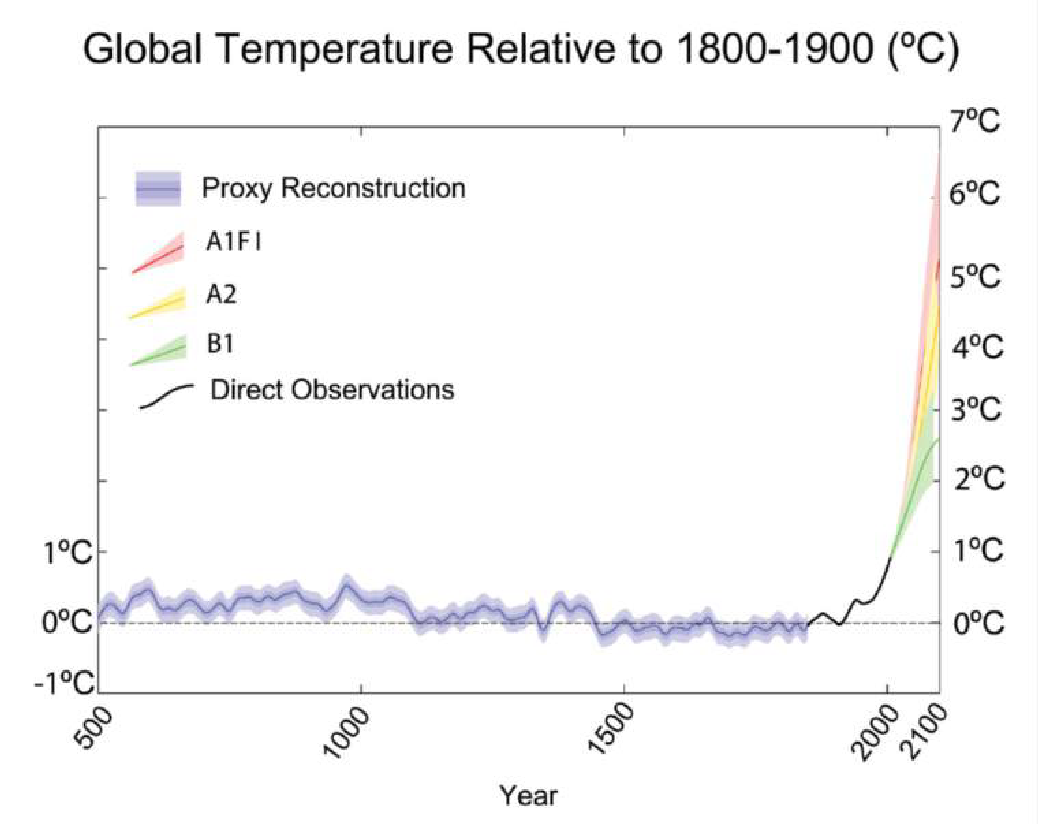 Global Temperature Relative to 1800-1900 (ºC)
7ºC
Proxy Reconstruction
6ºC
A1FI
5ºC
A2
4ºC
B1
Direct Observations
3ºC
2ºC
1ºC
1ºC
0ºC
0ºC
-1ºC
500
1000
1500
2000
2100
Year